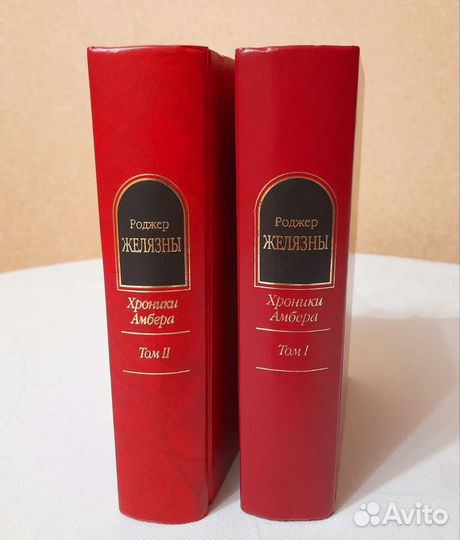 Роджер
ЖЕЛЯЗНЫ
Хроники
Амбера
Том II
Роджер
ЖЕЛЯЗНЫ
Хроники
Амбера
Том I
Avito